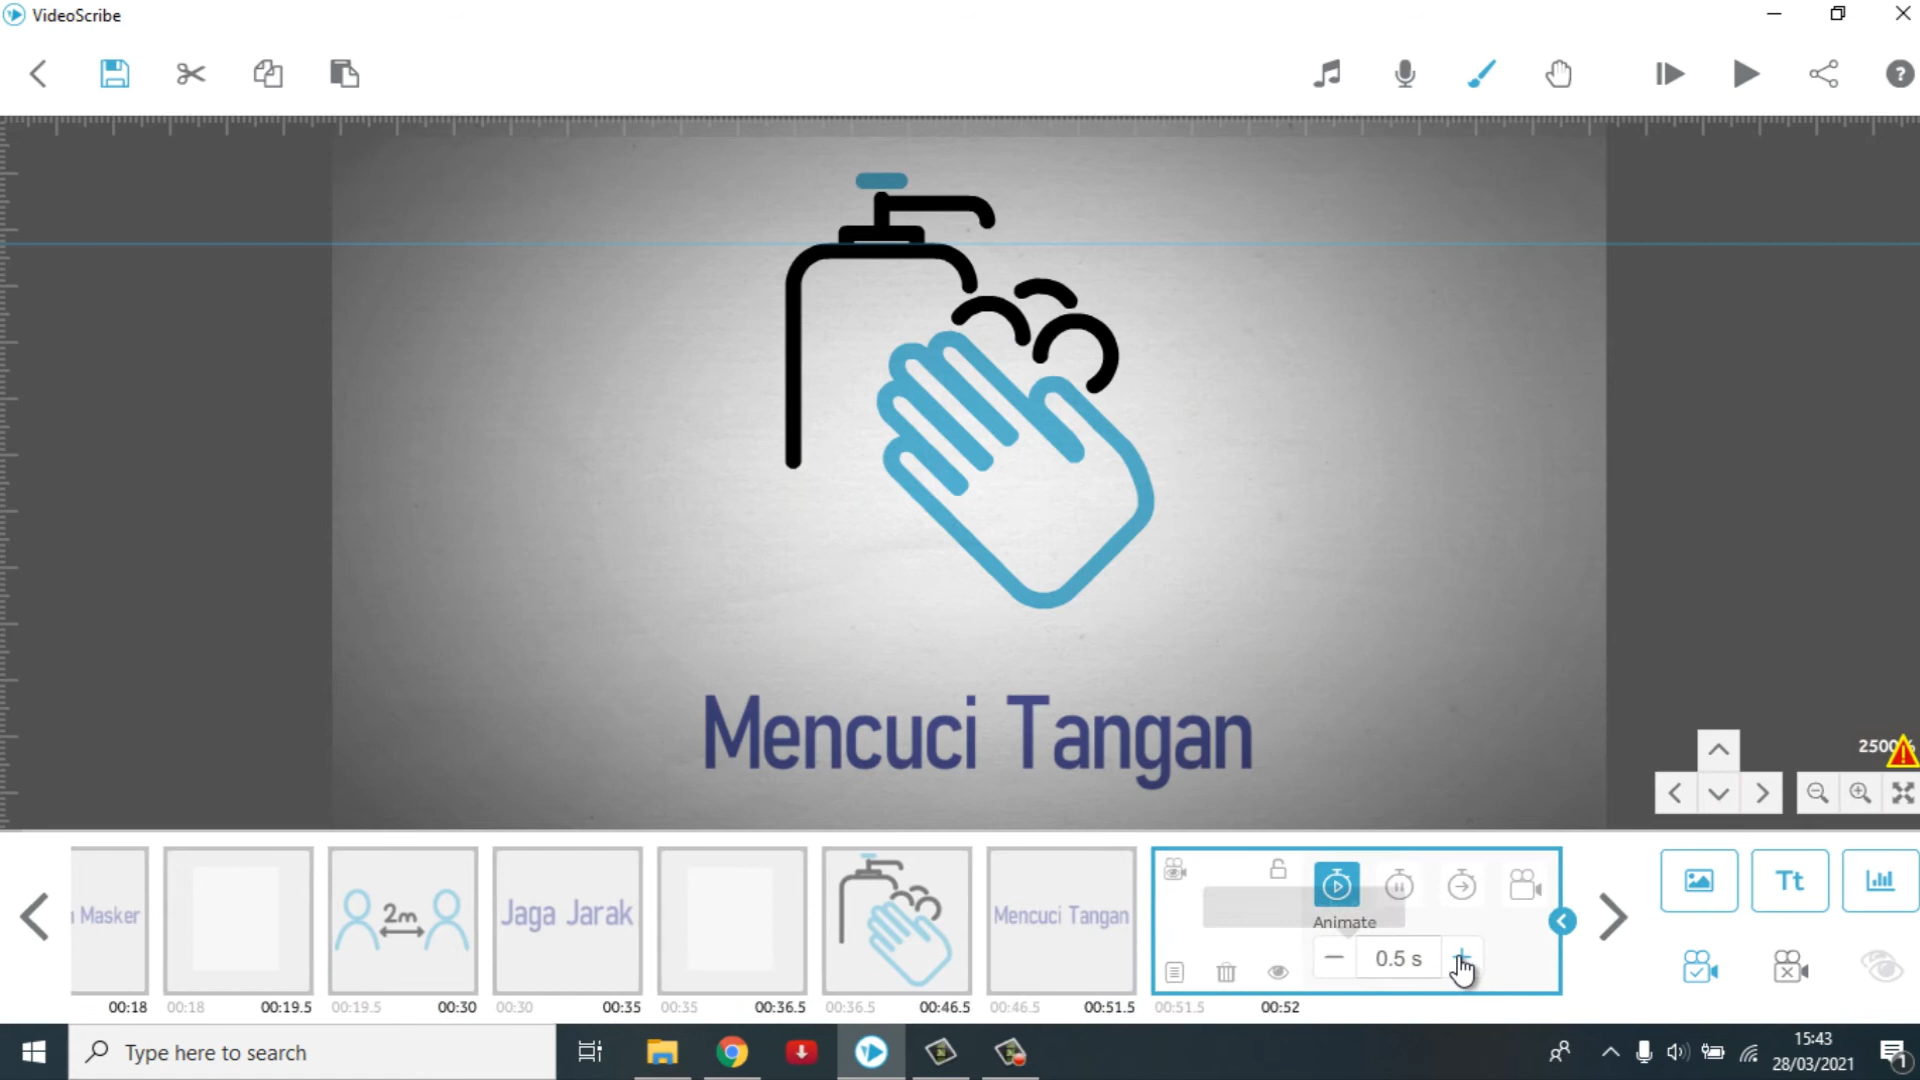 VideoScribe
?
Mencuci Tangan
2500%
n Masker
2m
Jaga Jarak
Mencuci Tangan
Animate
0.5 s
Tt
00:18
00:18
00:19.5
00:19.5
00:30
00:30
00:35
00:35
00:36.5
00:36.5
00:46.5
00:46.5
00:51.5
00:51.5
00:52
Type here to search
15:43
28/03/2021
1